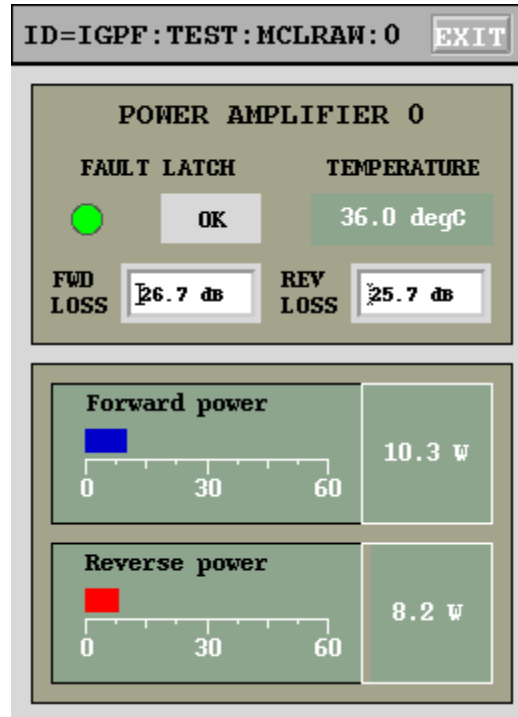 ID=IGPF:TEST:MCLRAW:0 EXIT
POWER AMPLIFIER 0
FAULT LATCH TEMPERATURE
OK 36.0 degC
FWD LOSS 26.7 dB REV LOSS 25.7 dB
Forward power
10.3 W
0 30 60
Reverse power
8.2 W
0 30 60